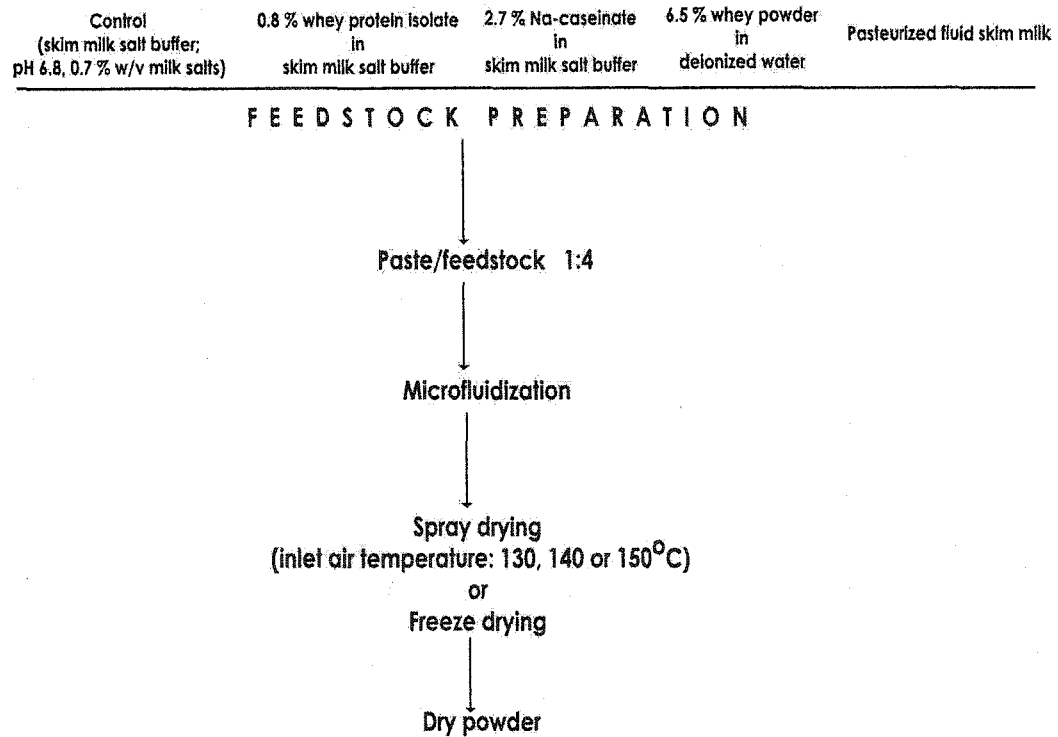 Control
(skim milk salt buffer;
pH 6.8, 0.7 % w/v milk salts)
0.8 % whey protein isolate
in
skim milk salt buffer
2.7 % Na-caseinate
in
skim milk salt buffer
6.5 % whey powder
in
deionized water
Pasteurized fluid skim milk
FEEDSTOCK PREPARATION
Paste/feedstock 1:4
Microfluidization
Spray drying
(inlet air temperature: 130, 140 or 150°C)
or
Freeze drying
Dry powder